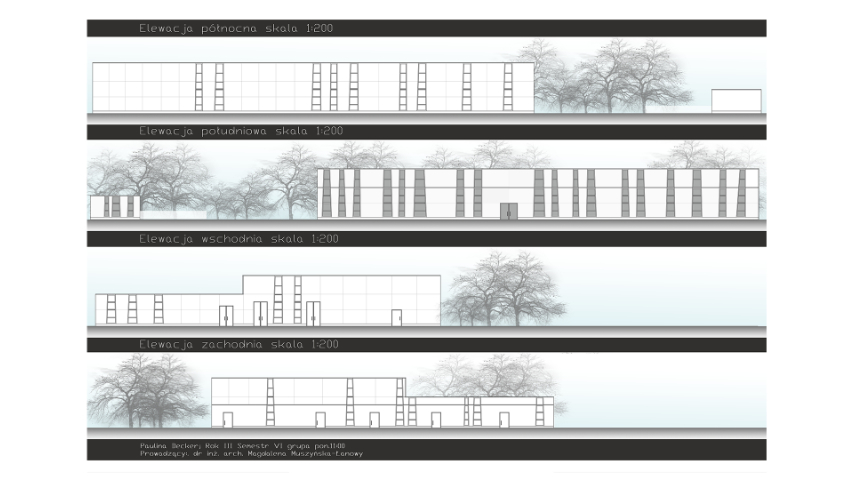 Elewacja północna skala 1:200
Elewacja południowa skala 1:200
Elewacja wschodnia skala 1:200
Elewacja zachodnia skala 1:200
Paulina Becker; Rok III Semestr VI grupa pon.11:00
Prowadzący: dr inż. arch. Magdalena Muszyńska-Łanowy